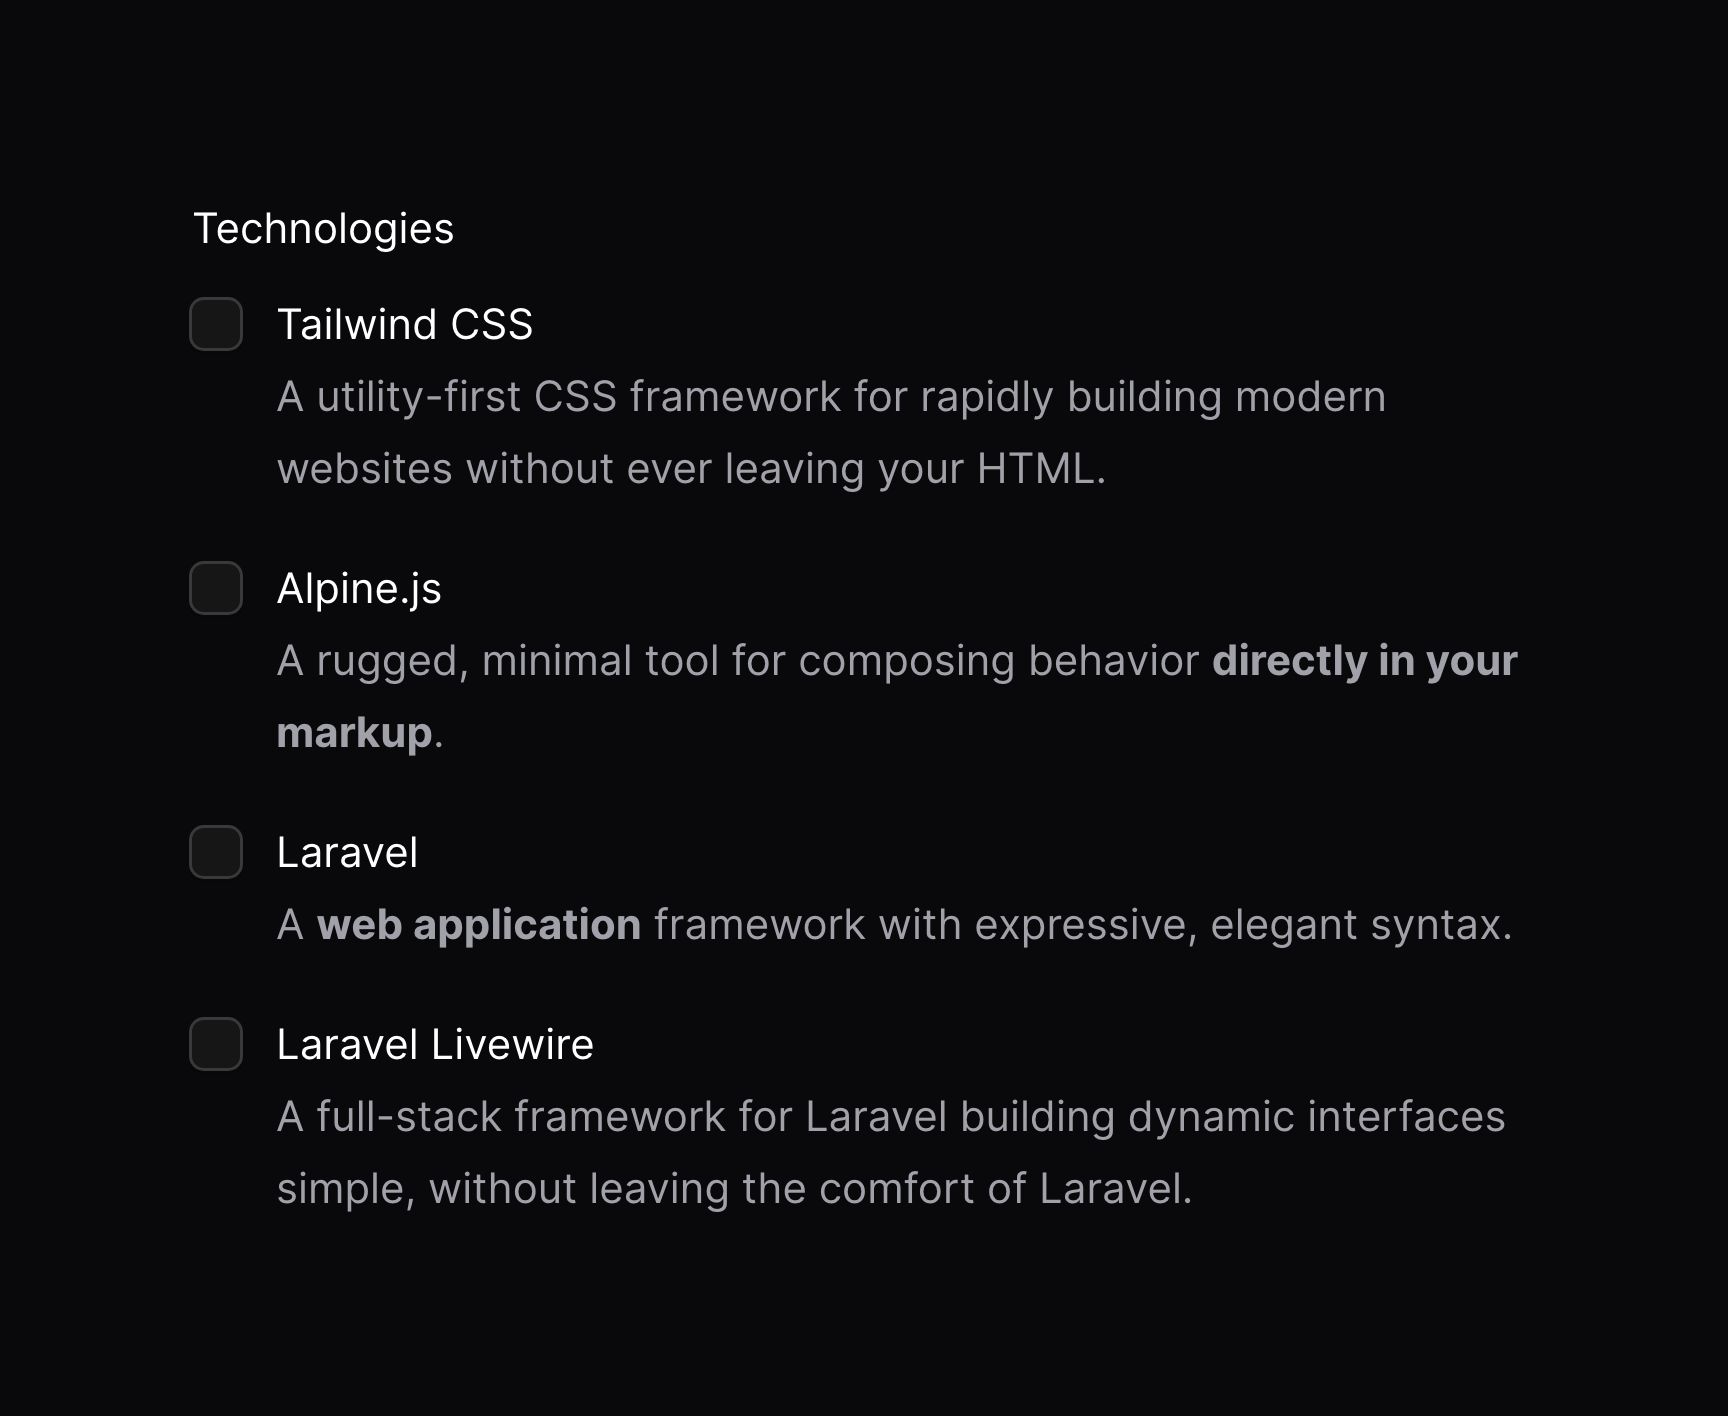 Technologies
Tailwind CSS
A utility-first CSS framework for rapidly building modern
websites without ever leaving your HTML.
Alpine.js
A rugged, minimal tool for composing behavior directly in your
markup.
Laravel
A web application framework with expressive, elegant syntax.
Laravel Livewire
A full-stack framework for Laravel building dynamic interfaces
simple, without leaving the comfort of Laravel.